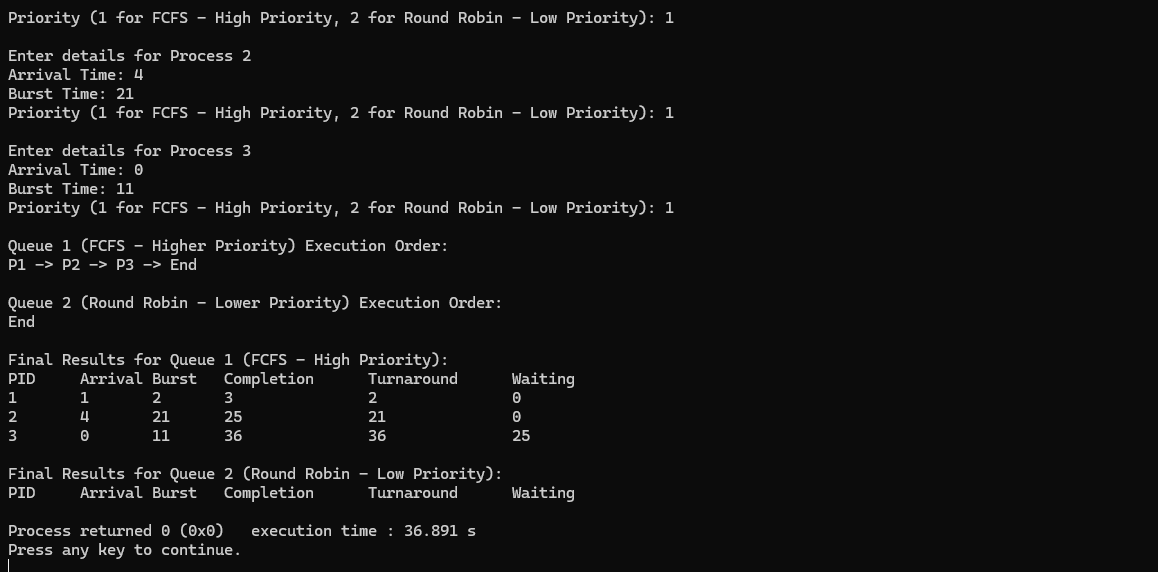 Priority (1 for FCFS - High Priority, 2 for Round Robin - Low Priority): 1
Enter details for Process 2
Arrival Time: 4
Burst Time: 21
Priority (1 for FCFS - High Priority, 2 for Round Robin - Low Priority): 1
Enter details for Process 3
Arrival Time: 0
Burst Time: 11
Priority (1 for FCFS - High Priority, 2 for Round Robin - Low Priority): 1
Queue 1 (FCFS - Higher Priority) Execution Order:
P1 -> P2 -> P3 -> End
Queue 2 (Round Robin - Lower Priority) Execution Order:
End
Final Results for Queue 1 (FCFS - High Priority):
PID Arrival Burst Completion Turnaround Waiting
1 1 2 3 2 0
2 4 21 25 21 0
3 0 11 36 36 25
Final Results for Queue 2 (Round Robin - Low Priority):
PID Arrival Burst Completion Turnaround Waiting
Process returned 0 (0x0) execution time : 36.891 s
Press any key to continue.